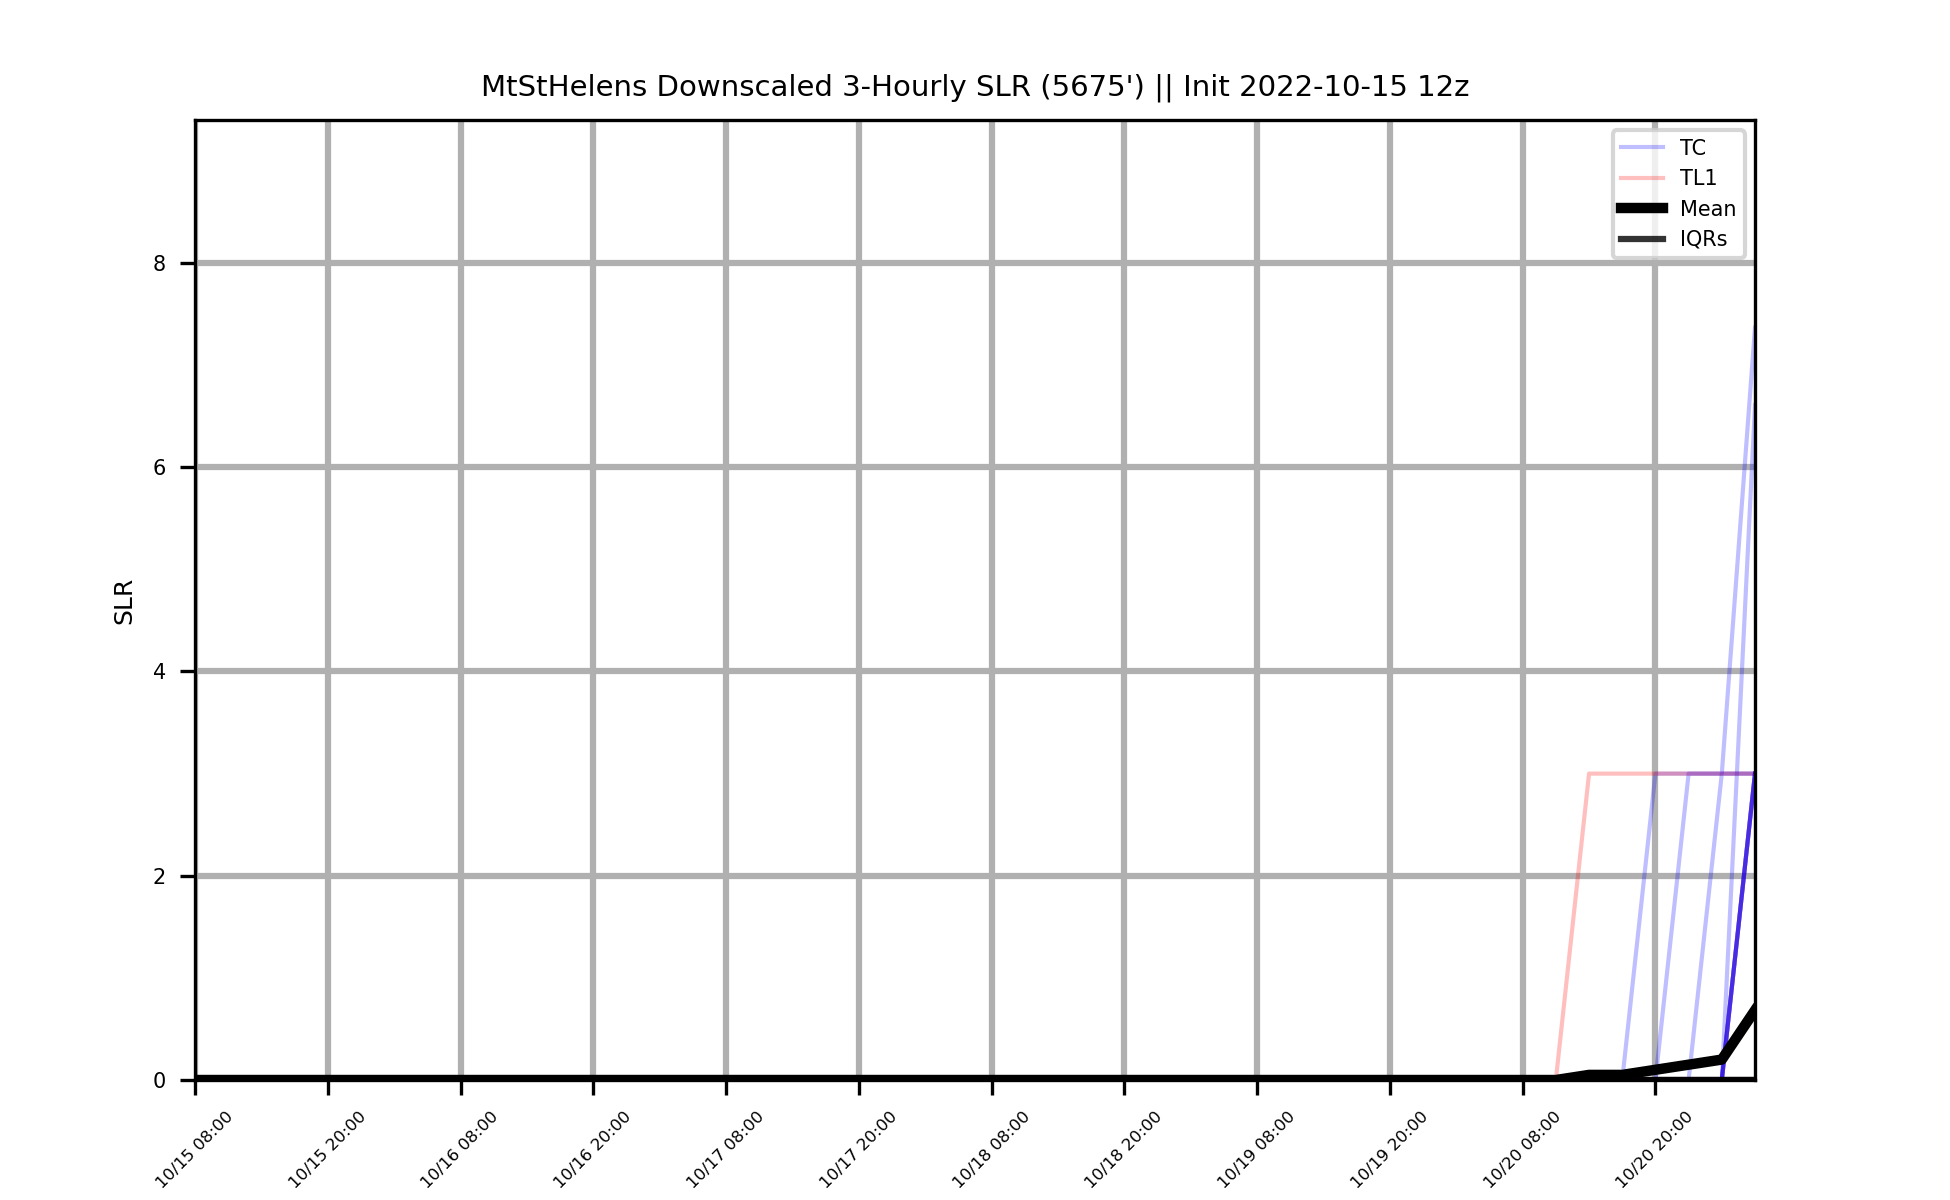 MtStHelens Downscaled 3-Hourly SLR (5675') || Init 2022-10-15 12z
TC
TL1
Mean
IQRs
8
6
4
2
0
SLR
10/15 08:00
10/15 20:00
10/16 08:00
10/16 20:00
10/17 08:00
10/17 20:00
10/18 08:00
10/18 20:00
10/19 08:00
10/19 20:00
10/20 08:00
10/20 20:00